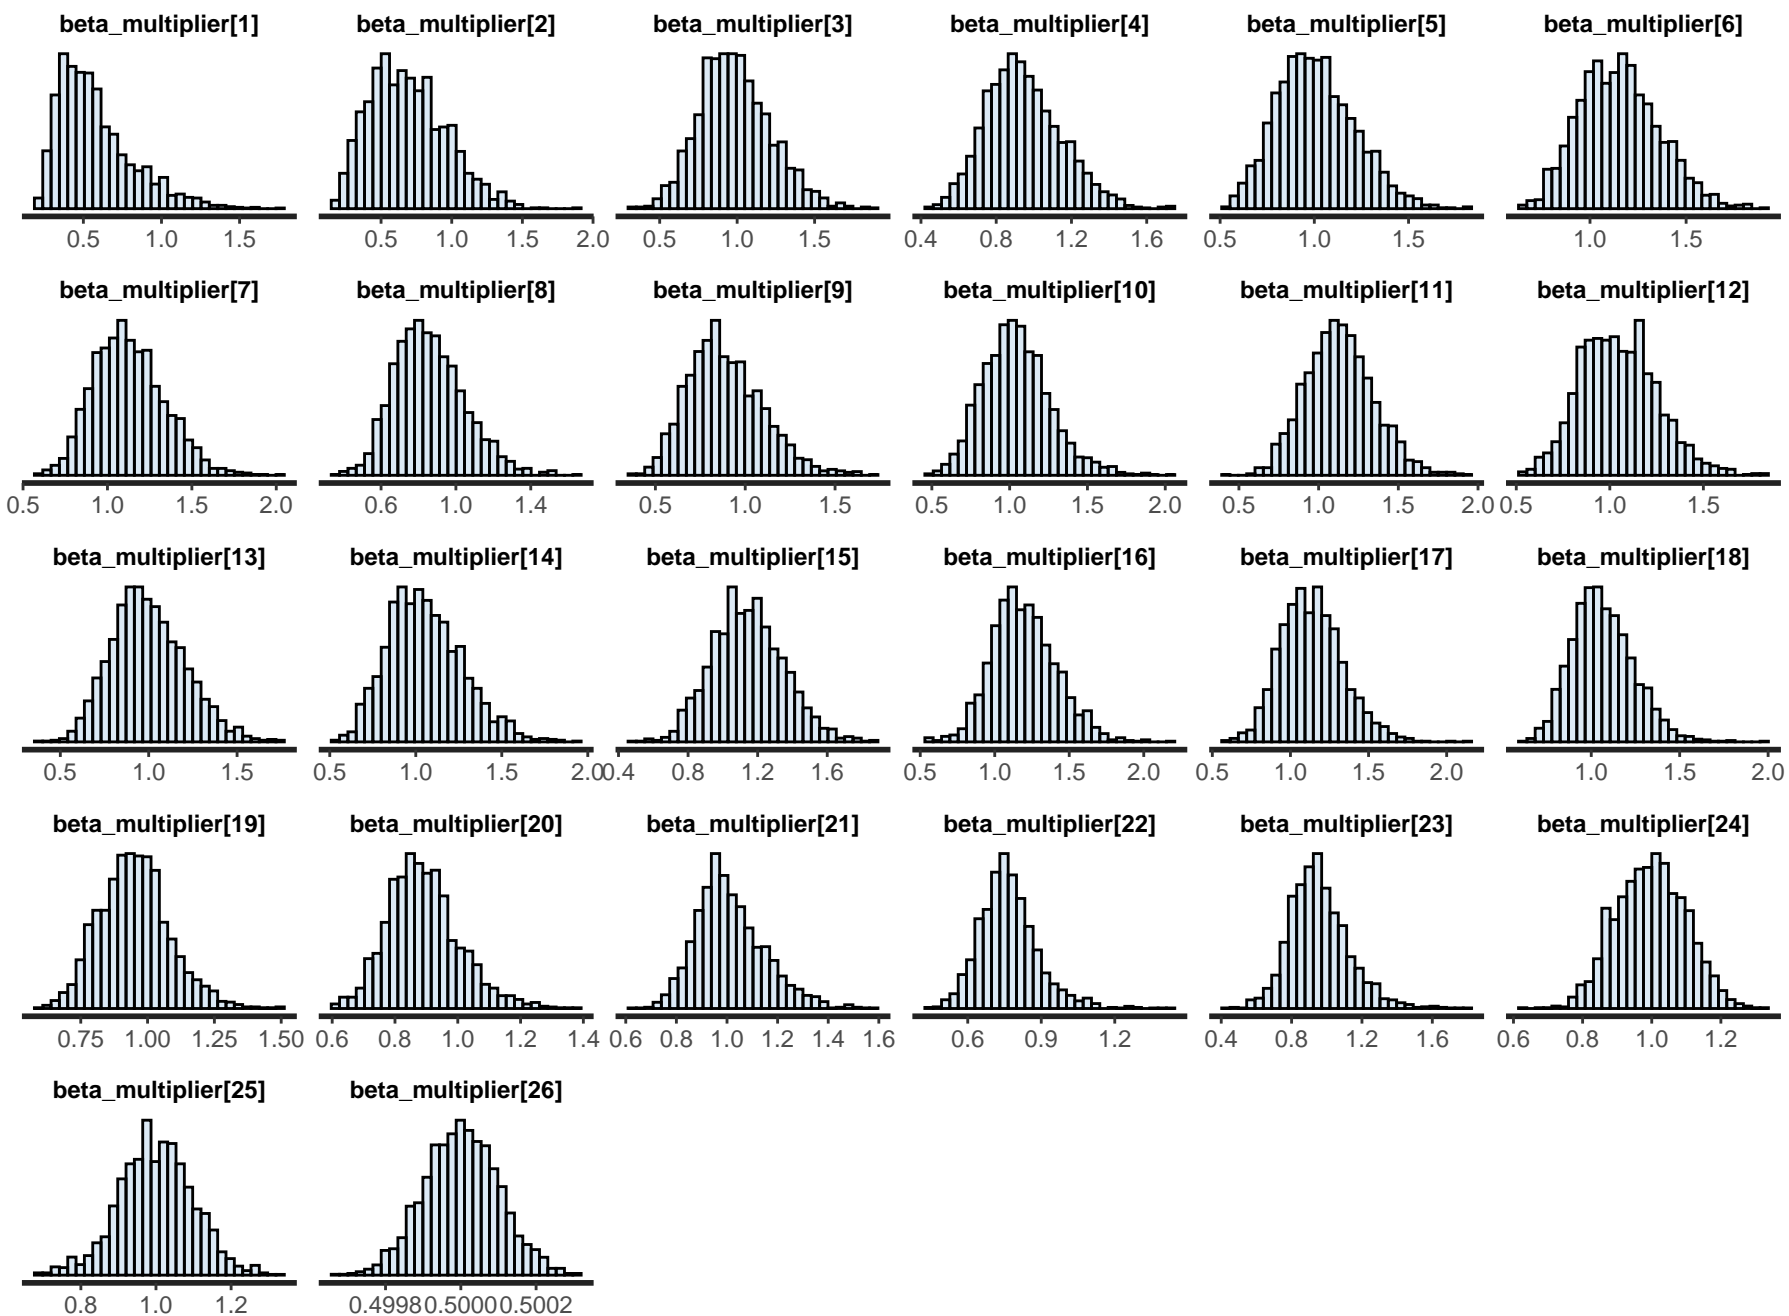 beta_multiplier[1] beta_multiplier[2] beta_multiplier[3] beta_multiplier[4] beta_multiplier[5] beta_multiplier[6]
0.5 1.0 1.5 0.5 1.0 1.5 2.0 0.5 1.0 1.5 0.4 0.8 1.2 1.6 0.5 1.0 1.5 1.0 1.5
beta_multiplier[7] beta_multiplier[8] beta_multiplier[9] beta_multiplier[10] beta_multiplier[11] beta_multiplier[12]
0.5 1.0 1.5 2.0 0.6 1.0 1.4 0.5 1.0 1.5 0.5 1.0 1.5 2.0 0.5 1.0 1.5 2.0 0.5 1.0 1.5
beta_multiplier[13] beta_multiplier[14] beta_multiplier[15] beta_multiplier[16] beta_multiplier[17] beta_multiplier[18]
0.5 1.0 1.5 0.5 1.0 1.5 2.0 0.4 0.8 1.2 1.6 0.5 1.0 1.5 2.0 0.5 1.0 1.5 2.0 1.0 1.5 2.0
beta_multiplier[19] beta_multiplier[20] beta_multiplier[21] beta_multiplier[22] beta_multiplier[23] beta_multiplier[24]
0.75 1.00 1.25 1.50 0.6 0.8 1.0 1.2 1.4 0.6 0.8 1.0 1.2 1.4 1.6 0.6 0.9 1.2 0.4 0.8 1.2 1.6 0.6 0.8 1.0 1.2
beta_multiplier[25] beta_multiplier[26]
0.8 1.0 1.2 0.4998 0.5000 0.5002